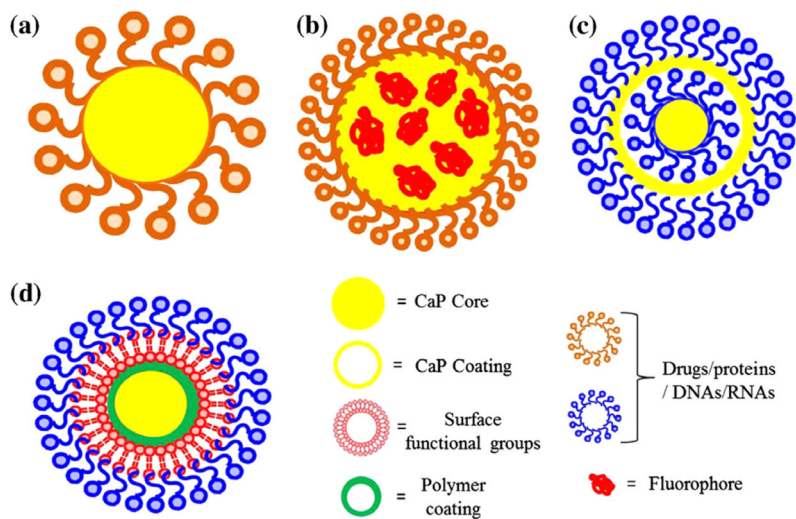 (a)
(b)
(c)
(d)
= CaP Core
= CaP Coating
= Surface
functional groups
= Polymer
coating
Drugs/proteins
/ DNAs/RNAs
= Fluorophore